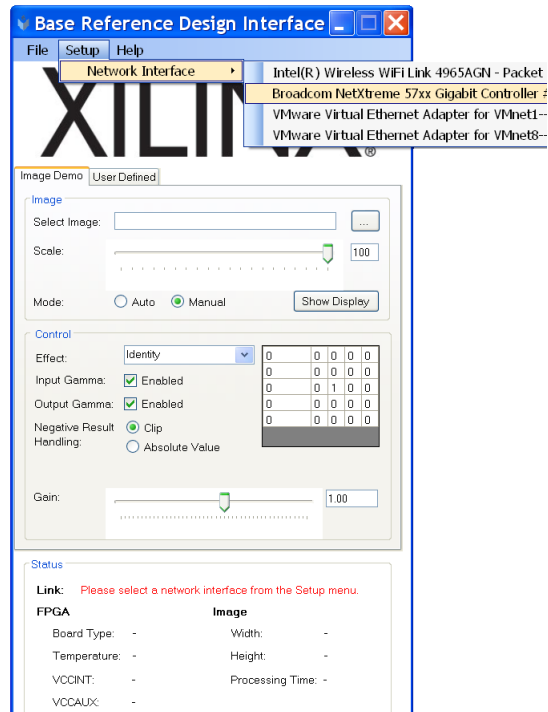 Base Reference Design Interface
File Setup Help
Network Interface
Intel(R) Wireless WiFi Link 4965AGN - Packet
Broadcom NetXtreme 57xx Gigabit Controller #
VMware Virtual Ethernet Adapter for VMnet1--
VMware Virtual Ethernet Adapter for VMnet8--
XILINX®
Image Demo User Defined
Image
Select Image: ...
Scale: 100
Mode: Auto Manual Show Display
Control
Effect: Identity
Input Gamma: Enabled
Output Gamma: Enabled
Negative Result Handling: Clip
Absolute Value
0 0 0 0 0
0 0 0 0 0
0 0 1 0 0
0 0 0 0 0
0 0 0 0 0
Gain: 1.00
Status
Link: Please select a network interface from the Setup menu.
FPGA Image
Board Type: - Width: -
Temperature: - Height: -
VCCINT: - Processing Time: -
VCCAUX: -